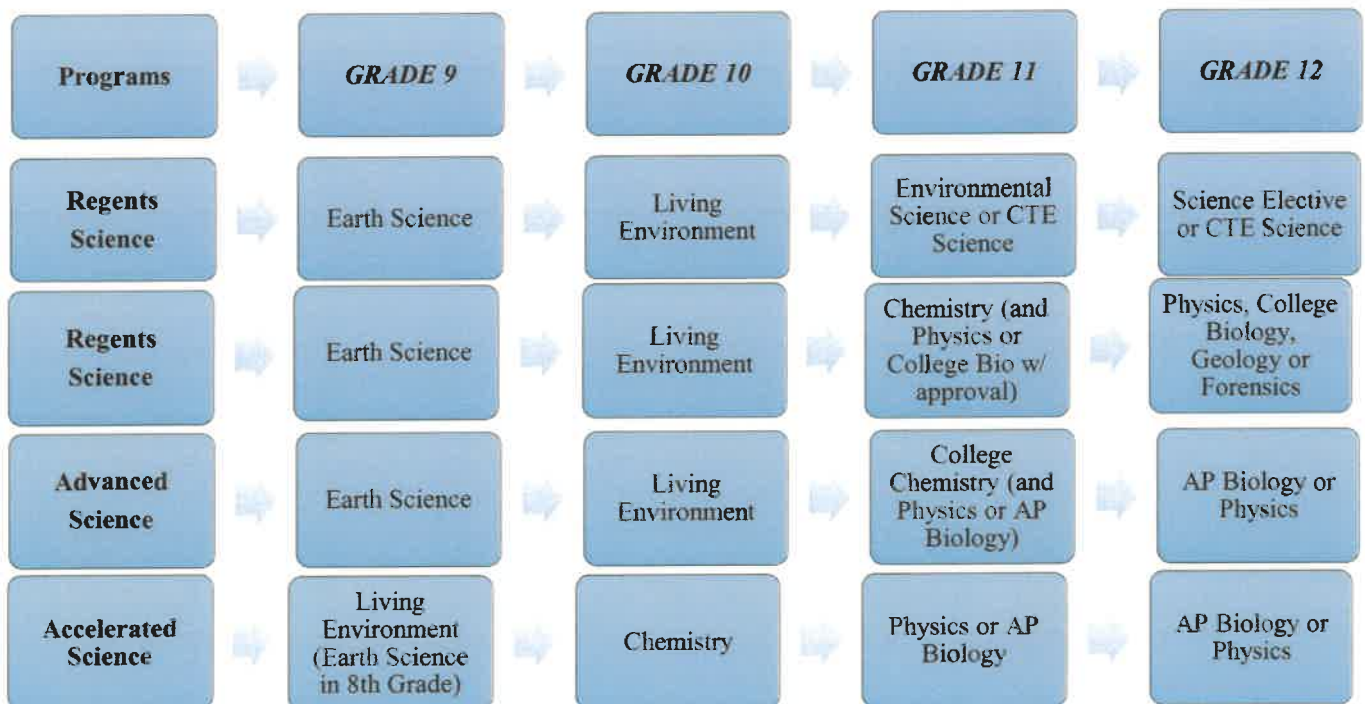 Programs
GRADE 9
GRADE 10
GRADE 11
GRADE 12
Regents
Science
Earth Science
Living
Environment
Environmental
Science or CTE
Science
Science Elective
or CTE Science
Regents
Science
Earth Science
Living
Environment
Chemistry (and
Physics or
College Bio w/
approval)
Physics, College
Biology,
Geology or
Forensics
Advanced
Science
Earth Science
Living
Environment
College
Chemistry (and
Physics or AP
Biology)
AP Biology or
Physics
Accelerated
Science
Living
Environment
(Earth Science
in 8th Grade)
Chemistry
Physics or AP
Biology
AP Biology or
Physics